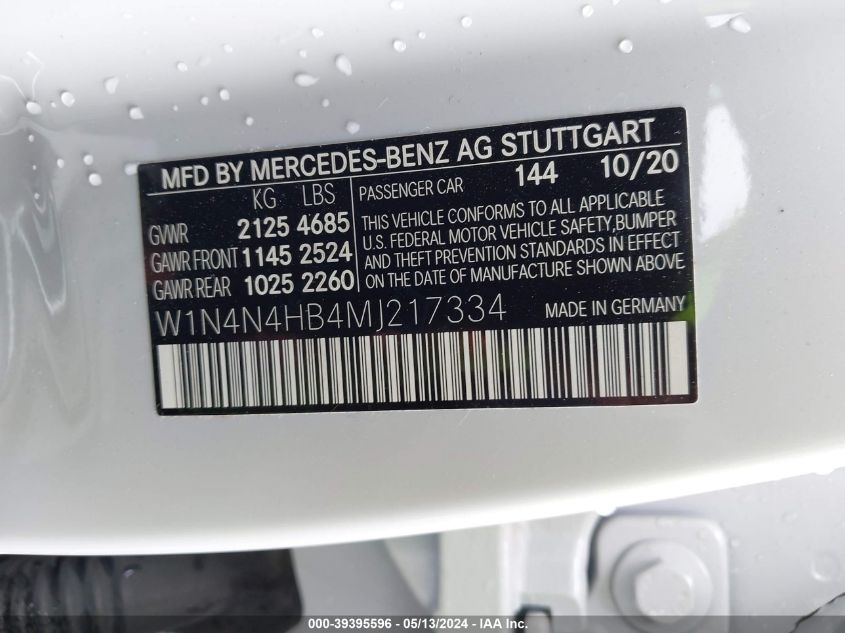 MFD BY MERCEDES-BENZ AG STUTTGART
KG LBS
GVWR 2125 4685
GAWR FRONT 1145 2524
GAWR REAR 1025 2260
PASSENGER CAR 144 10/20
THIS VEHICLE CONFORMS TO ALL APPLICABLE
U.S. FEDERAL MOTOR VEHICLE SAFETY,BUMPER
AND THEFT PREVENTION STANDARDS IN EFFECT
ON THE DATE OF MANUFACTURE SHOWN ABOVE
W1N4N4HB4MJ217334 MADE IN GERMANY
000-39395596 - 05/13/2024 - IAA Inc.